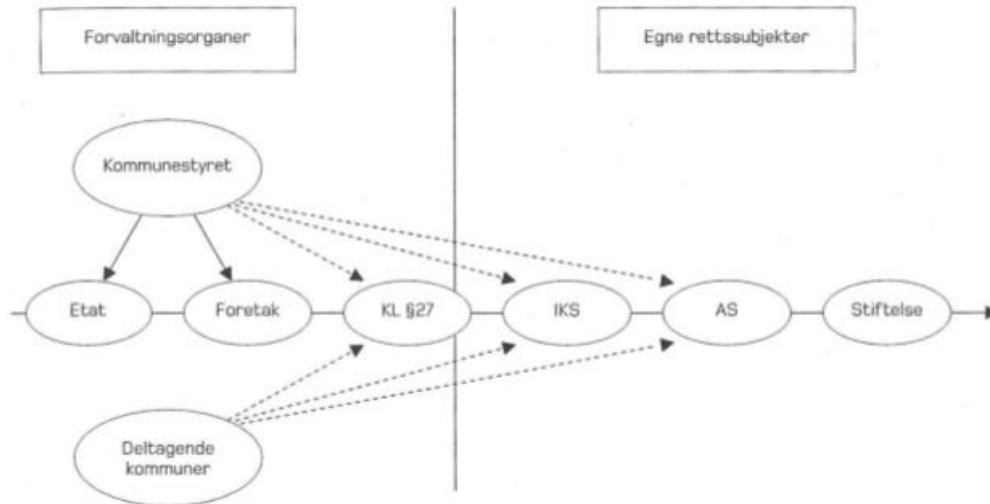 Forvaltningsorganer
Egne rettssubjekter
Kommunestyret
Etat
Foretak
KL §27
IKS
AS
Stiftelse
Deltagende
kommuner